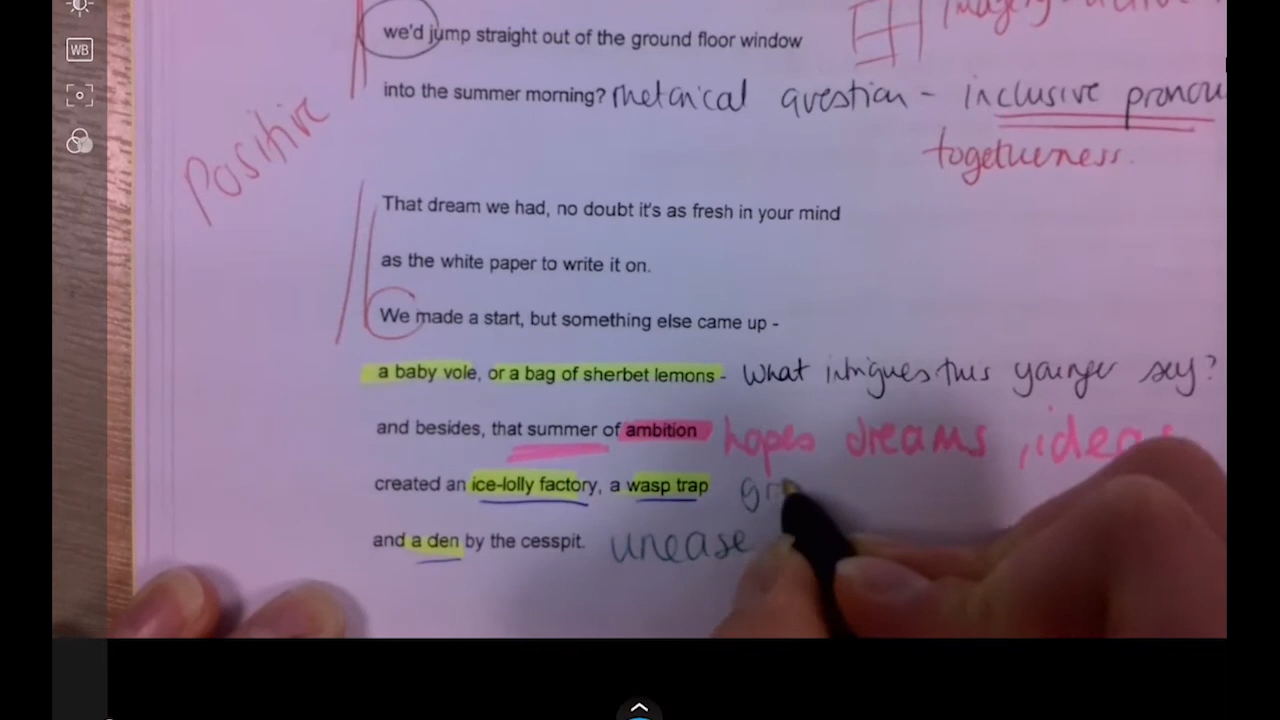 WB
we'd jump straight out of the ground floor window
into the summer morning? rhetorical question - inclusive
togetherness.
Positive
That dream we had, no doubt it's as fresh in your mind
as the white paper to write it on.
We made a start, but something else came up -
a baby vole, or a bag of sherbet lemons - What intrigues this younger
and besides, that summer of ambition hopes dreams, ideas
created an ice-lolly factory, a wasp trap
and a den by the cesspit. unease